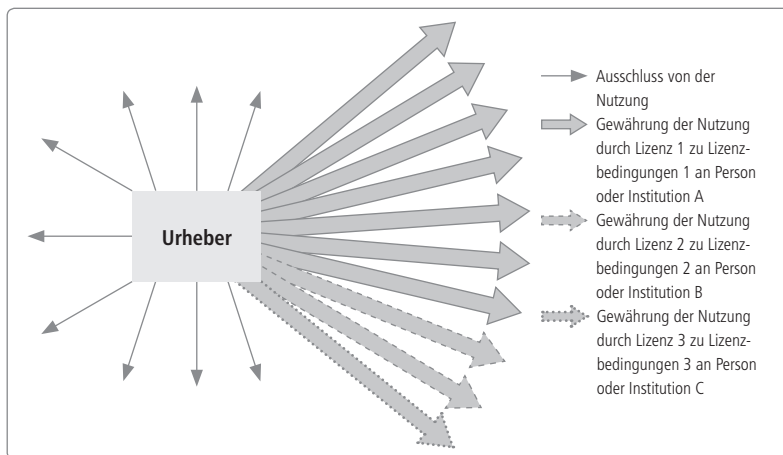 Urheber
Ausschluss von der
Nutzung
Gewährung der Nutzung
durch Lizenz 1 zu Lizenz-
bedingungen 1 an Person
oder Institution A
Gewährung der Nutzung
durch Lizenz 2 zu Lizenz-
bedingungen 2 an Person
oder Institution B
Gewährung der Nutzung
durch Lizenz 3 zu Lizenz-
bedingungen 3 an Person
oder Institution C